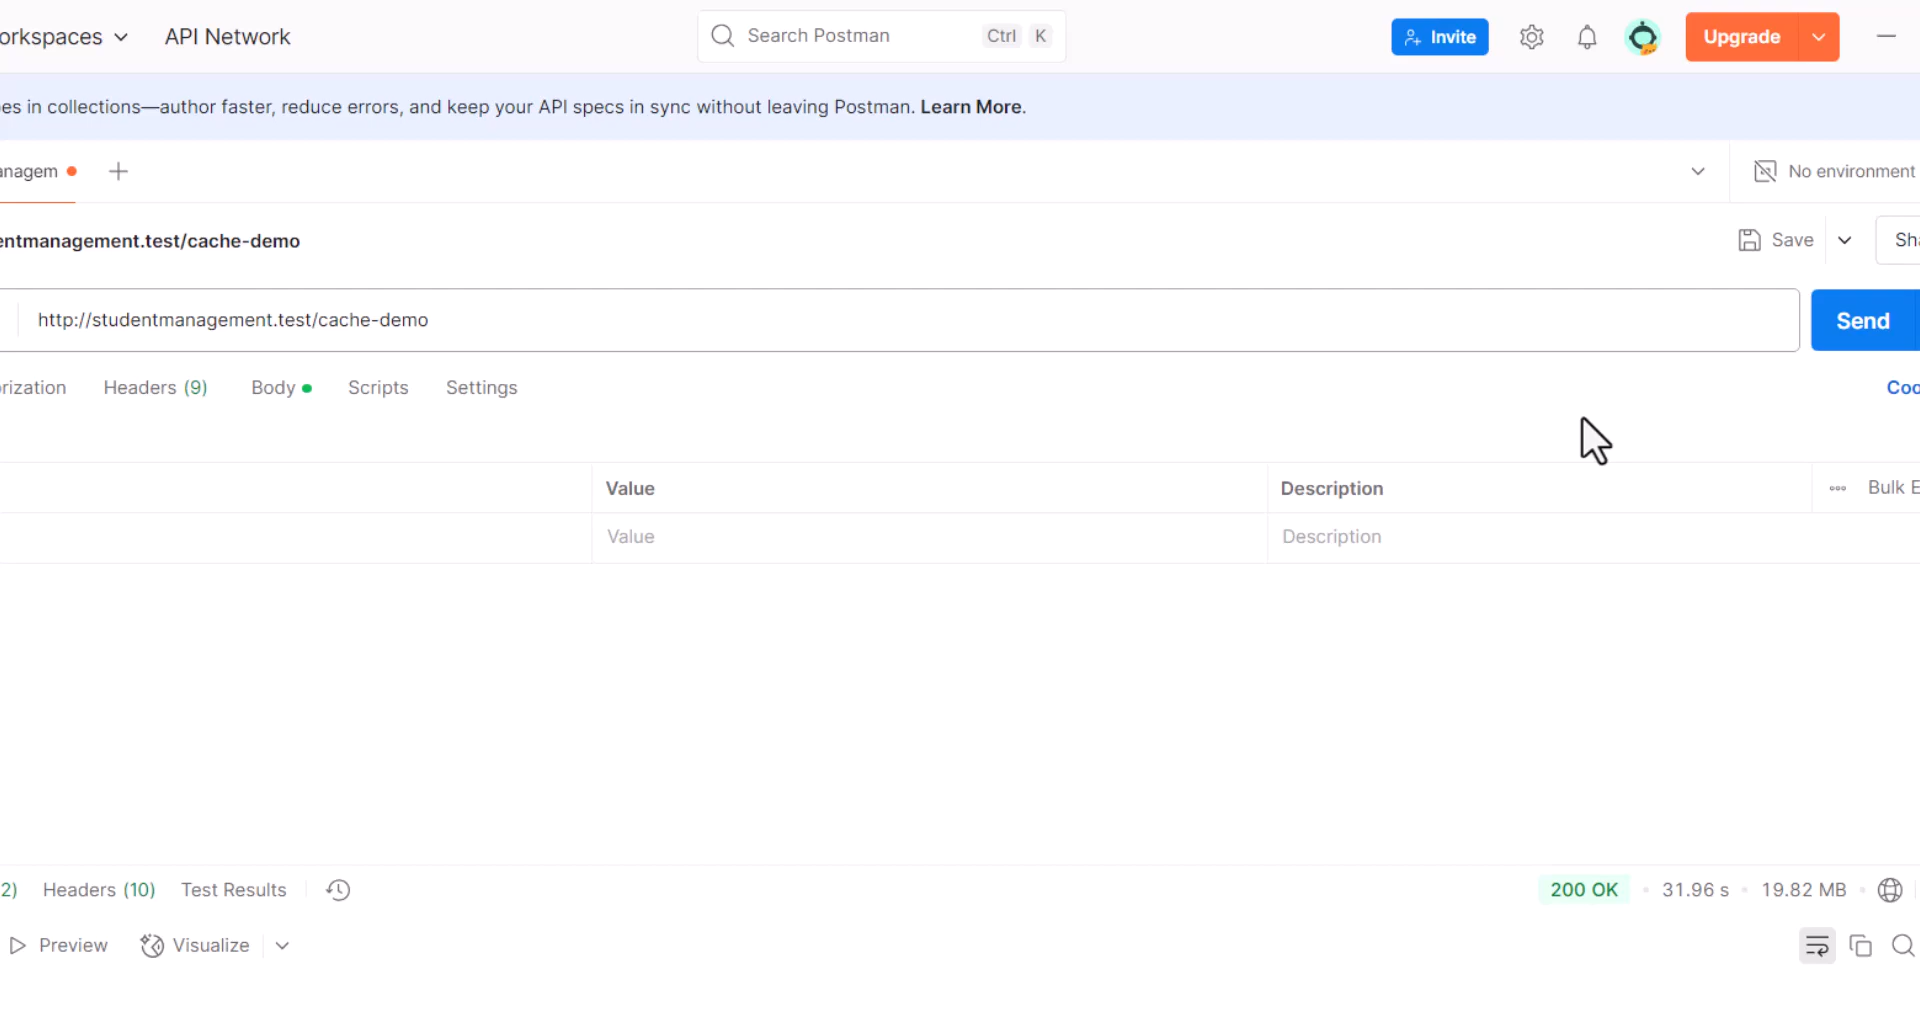 orkspaces API Network Search Postman Ctrl K Invite Upgrade
es in collections—author faster, reduce errors, and keep your API specs in sync without leaving Postman. Learn More.
anagem No environment
entmanagement.test/cache-demo Save Sha
http://studentmanagement.test/cache-demo Send
rization Headers (9) Body Scripts Settings Coo
Value Description Bulk E
Value Description
2) Headers (10) Test Results 200 OK • 31.96 s • 19.82 MB
Preview Visualize